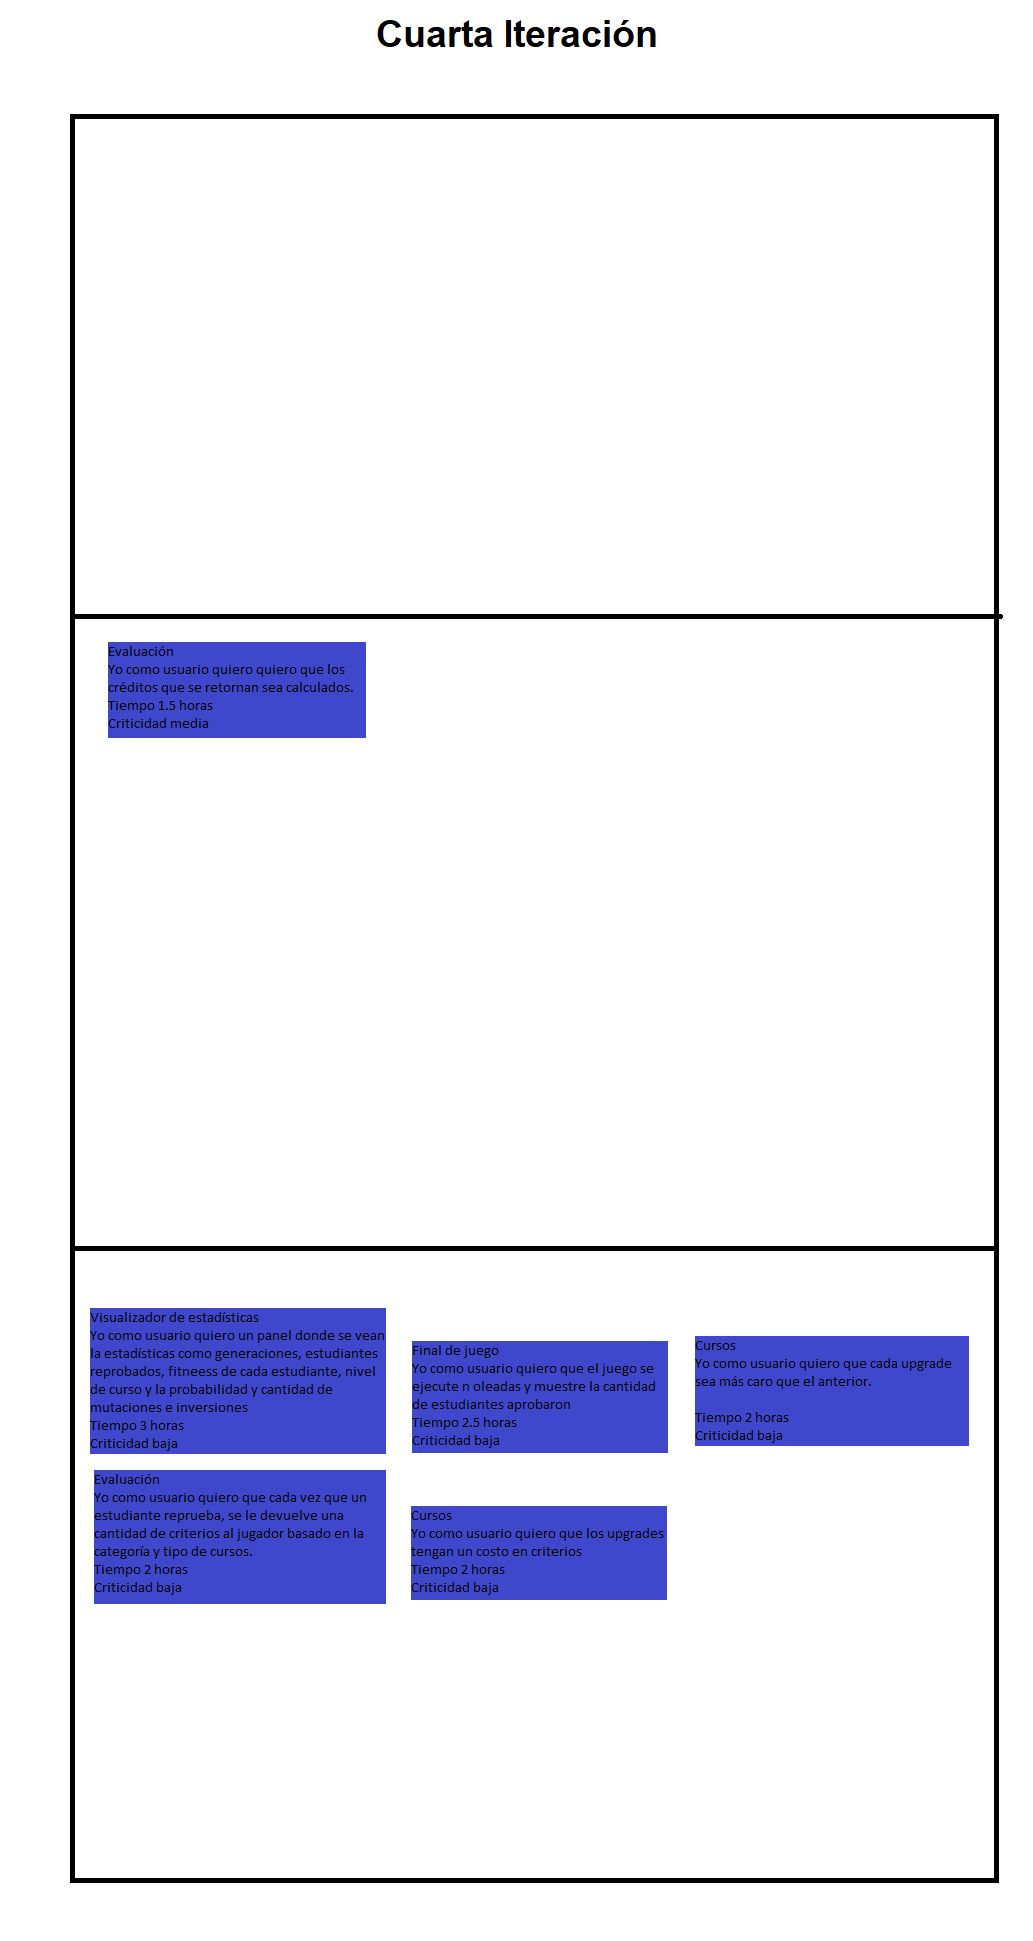 Cuarta Iteración
Evaluación
Yo como usuario quiero quiero que los
créditos que se retornan sea calculados.
Tiempo 1.5 horas
Criticidad media
Visualizador de estadísticas
Yo como usuario quiero un panel donde se vean
la estadísticas como generaciones, estudiantes
reprobados, fitneess de cada estudiante, nivel
de curso y la probabilidad y cantidad de
mutaciones e inversiones
Tiempo 3 horas
Criticidad baja
Final de juego
Yo como usuario quiero que el juego se
ejecute n oleadas y muestre la cantidad
de estudiantes aprobaron
Tiempo 2.5 horas
Criticidad baja
Cursos
Yo como usuario quiero que cada upgrade
sea más caro que el anterior.
Tiempo 2 horas
Criticidad baja
Evaluación
Yo como usuario quiero que cada vez que un
estudiante reprueba, se le devuelve una
cantidad de criterios al jugador basado en la
categoría y tipo de cursos.
Tiempo 2 horas
Criticidad baja
Cursos
Yo como usuario quiero que los upgrades
tengan un costo en criterios
Tiempo 2 horas
Criticidad baja